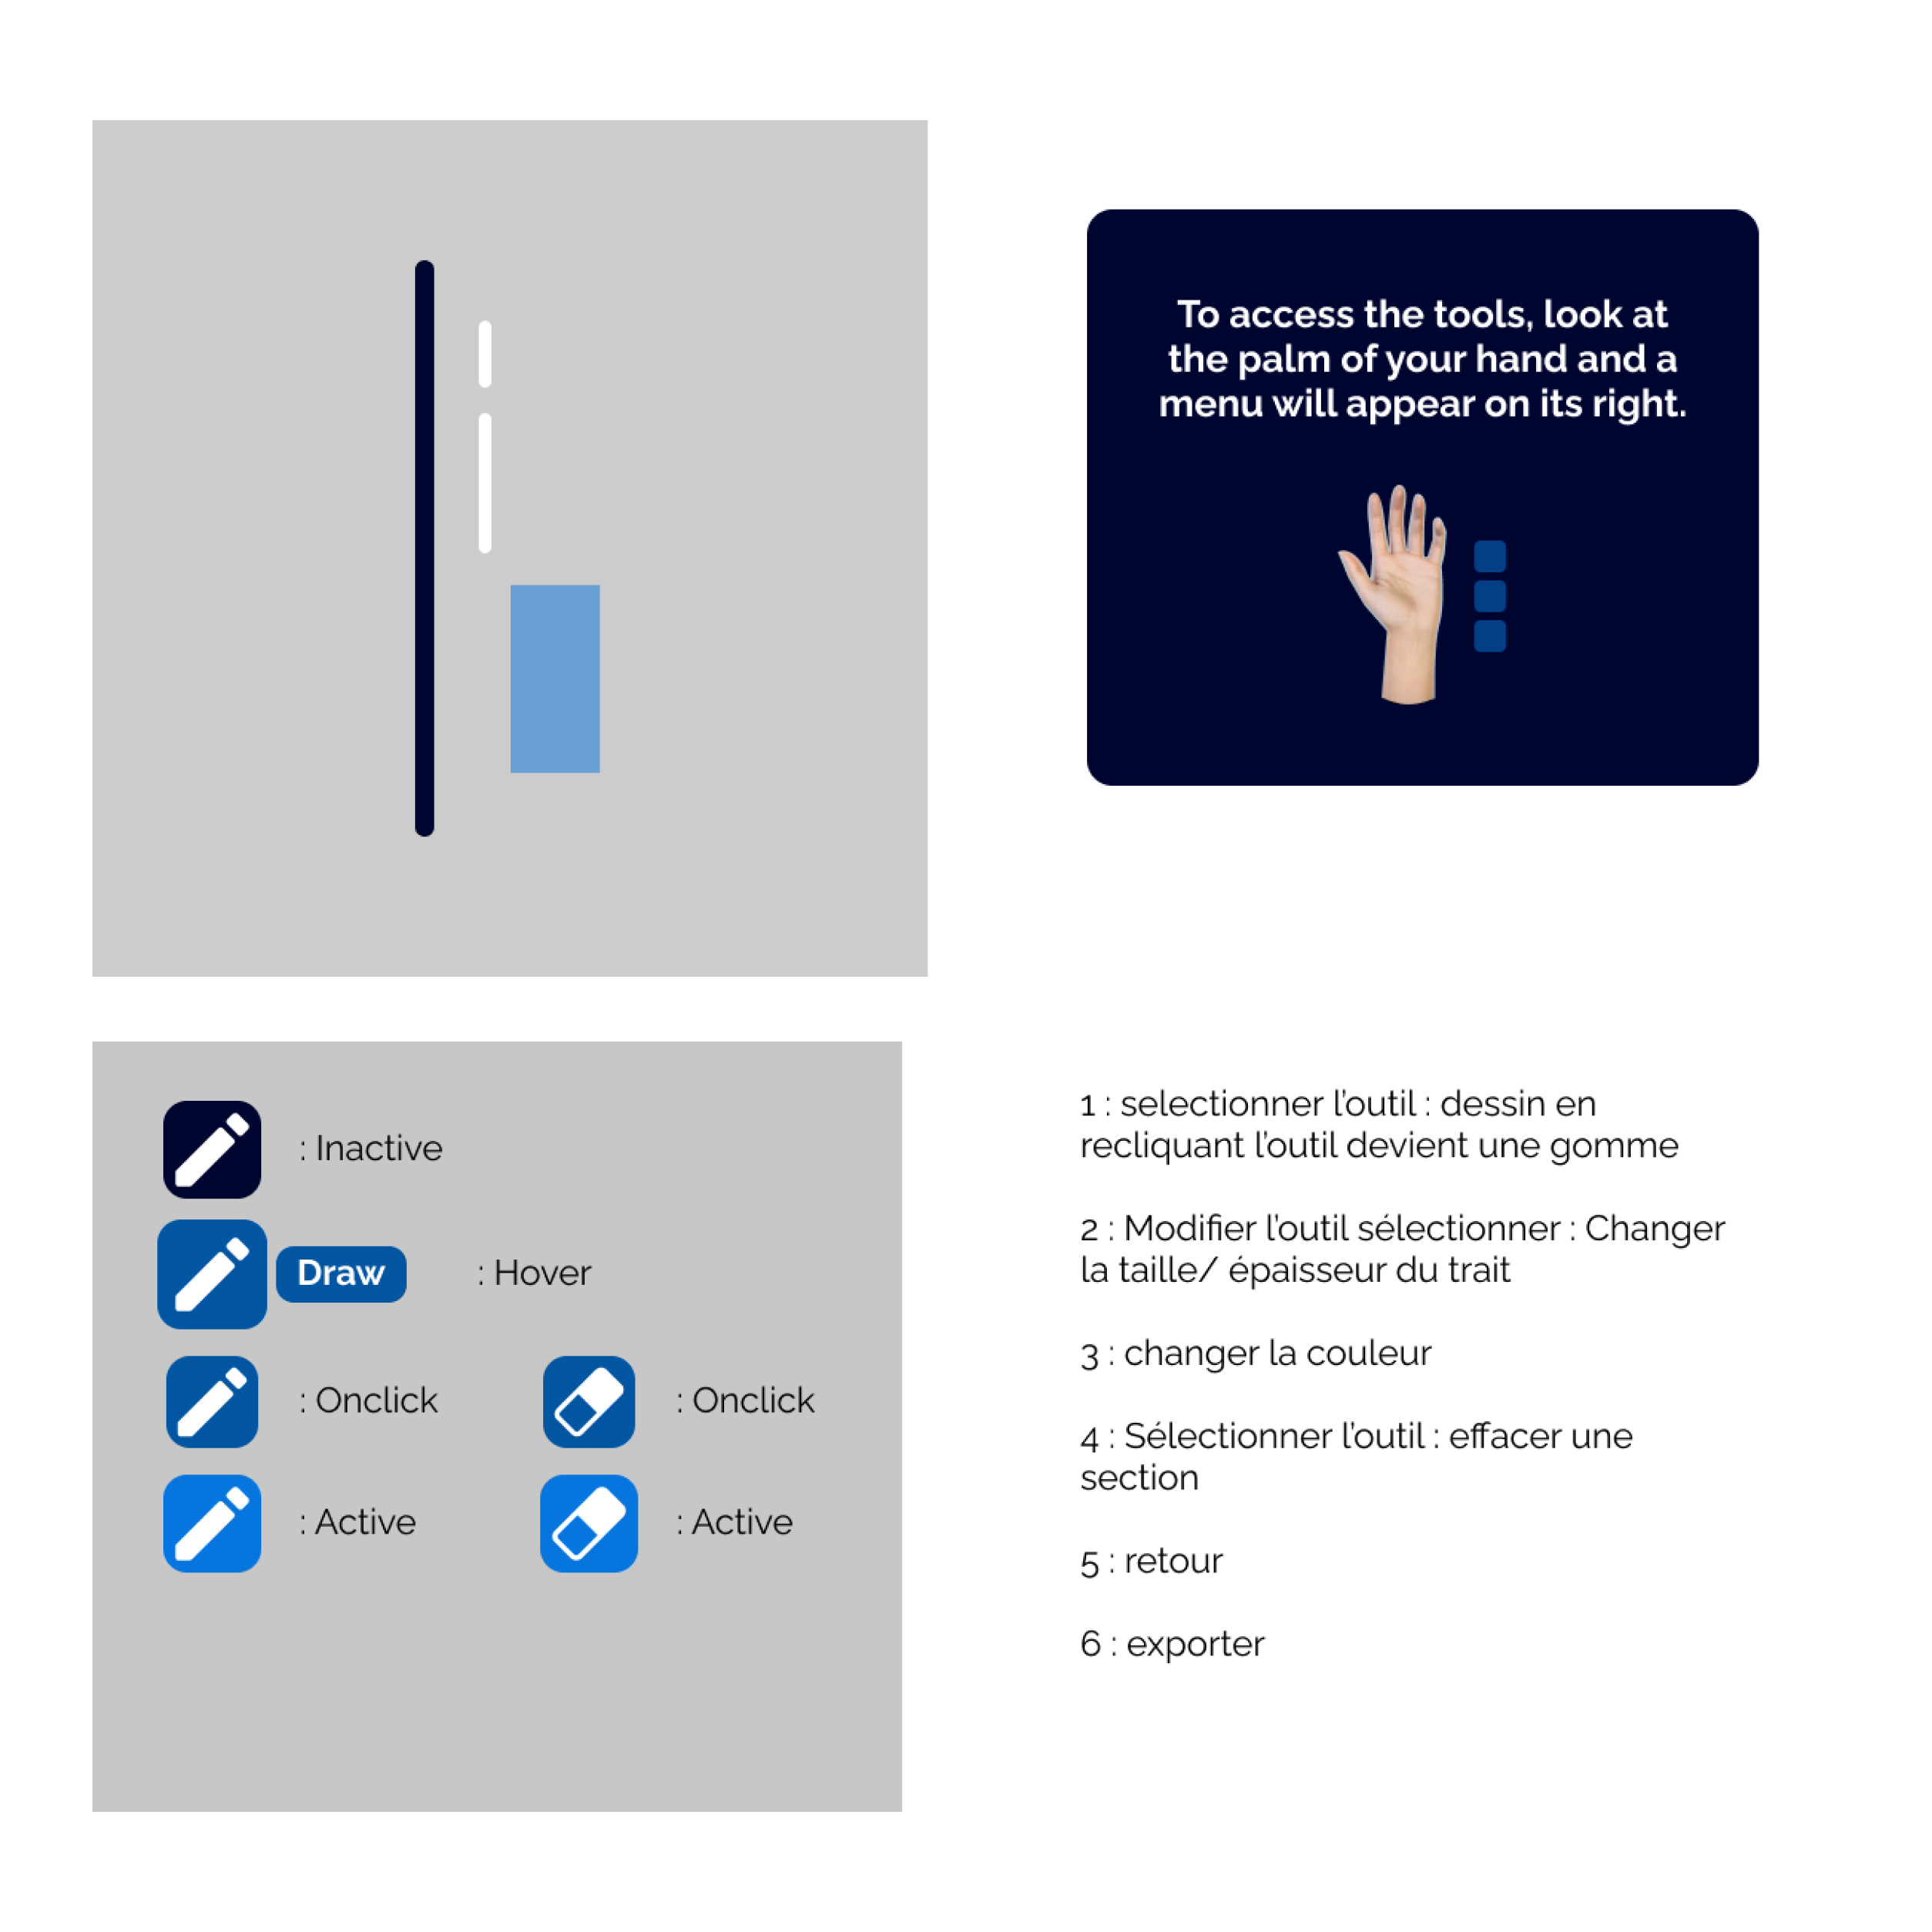 To access the tools, look at
the palm of your hand and a
menu will appear on its right.
: Inactive
Draw : Hover
: Onclick : Onclick
: Active : Active
1 : selectionner l’outil : dessin en
recliquant l’outil devient une gomme
2 : Modifier l’outil sélectionner : Changer
la taille/ épaisseur du trait
3 : changer la couleur
4 : Sélectionner l’outil : effacer une
section
5 : retour
6 : exporter